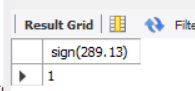 Result Grid Filte
sign(289.13)
1